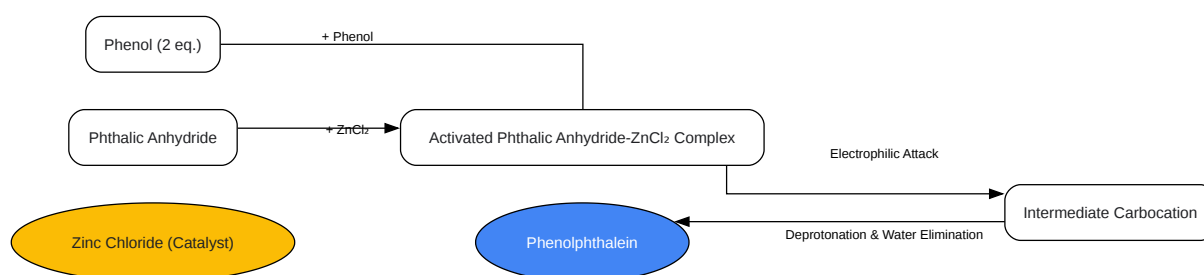 Phenol (2 eq.)
+ Phenol
Phthalic Anhydride
+ ZnCl₂
Activated Phthalic Anhydride-ZnCl₂ Complex
Electrophilic Attack
Intermediate Carbocation
Zinc Chloride (Catalyst)
Phenolphthalein
Deprotonation & Water Elimination